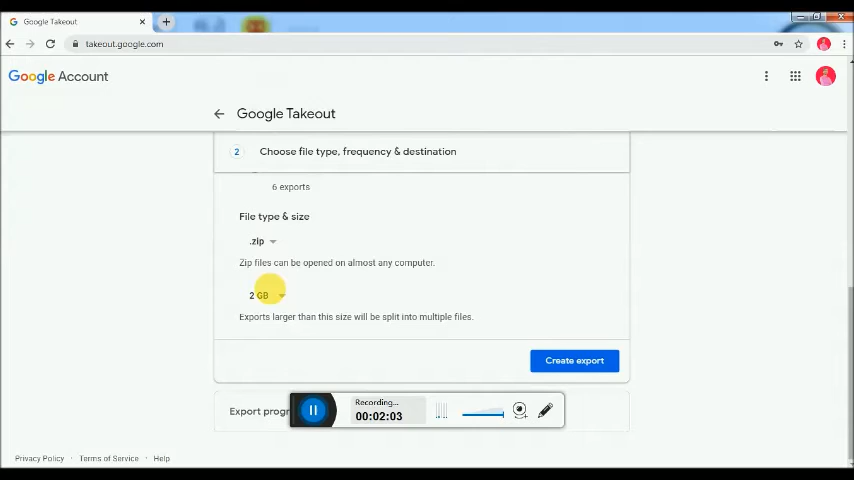 Google Takeout
takeout.google.com
Google Account
Google Takeout
2 Choose file type, frequency & destination
6 exports
File type & size
.zip
Zip files can be opened on almost any computer.
2 GB
Exports larger than this size will be split into multiple files.
Create export
Export progr
Recording...
00:02:03
Privacy Policy · Terms of Service · Help